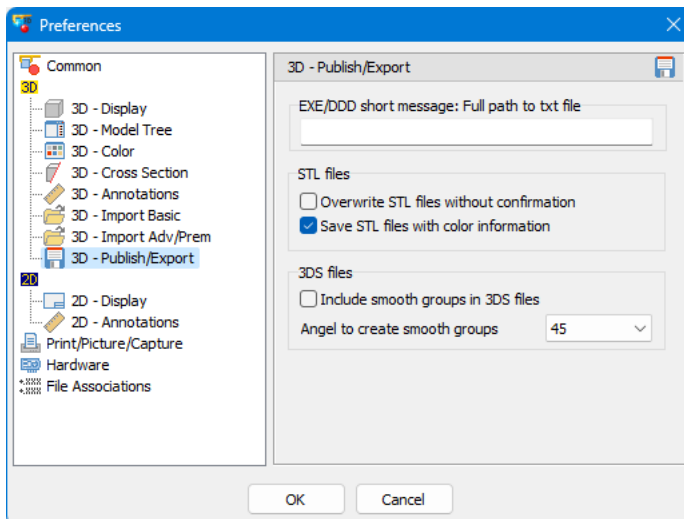 Preferences
Common
3D
3D - Display
3D - Model Tree
3D - Color
3D - Cross Section
3D - Annotations
3D - Import Basic
3D - Import Adv/Prem
3D - Publish/Export
2D
2D - Display
2D - Annotations
Print/Picture/Capture
Hardware
*.XXX File Associations
3D - Publish/Export
EXE/DDD short message: Full path to txt file
STL files
Overwrite STL files without confirmation
Save STL files with color information
3DS files
Include smooth groups in 3DS files
Angel to create smooth groups 45
OK Cancel